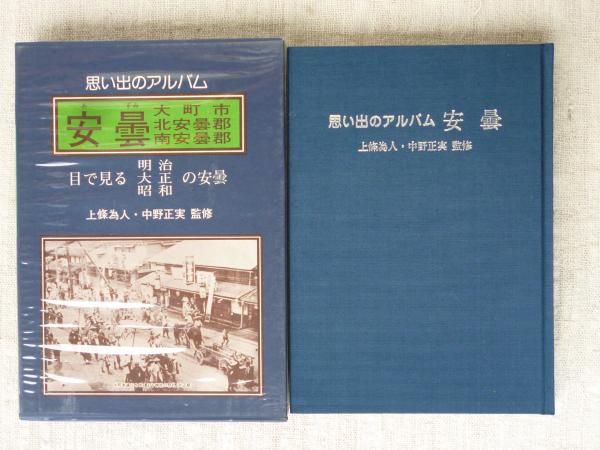 思い出のアルバム
あ ずみ
安曇 大町市
北安曇郡
南安曇郡
目で見る 明治 の安曇
大正
昭和
上條為人・中野正実 監修
思い出のアルバム 安曇
上條為人・中野正実 監修